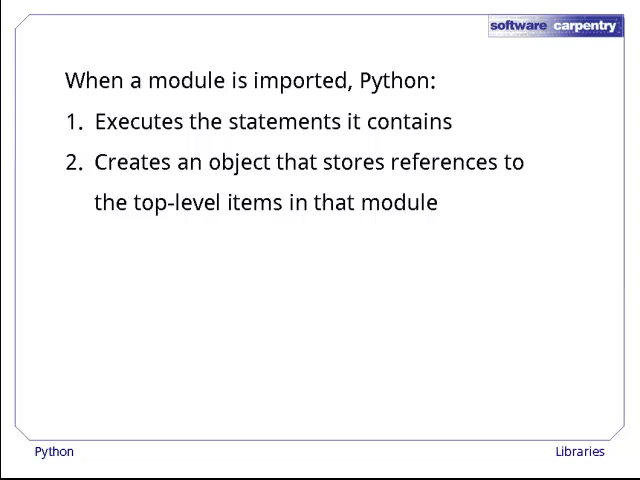 software carpentry
When a module is imported, Python:
1. Executes the statements it contains
2. Creates an object that stores references to
the top-level items in that module
Python
Libraries